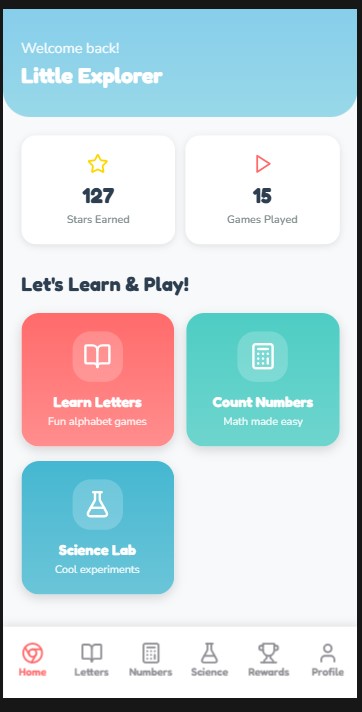 Welcome back!
Little Explorer
127
Stars Earned
15
Games Played
Let's Learn & Play!
Learn Letters
Fun alphabet games
Count Numbers
Math made easy
Science Lab
Cool experiments
Home
Letters
Numbers
Science
Rewards
Profile